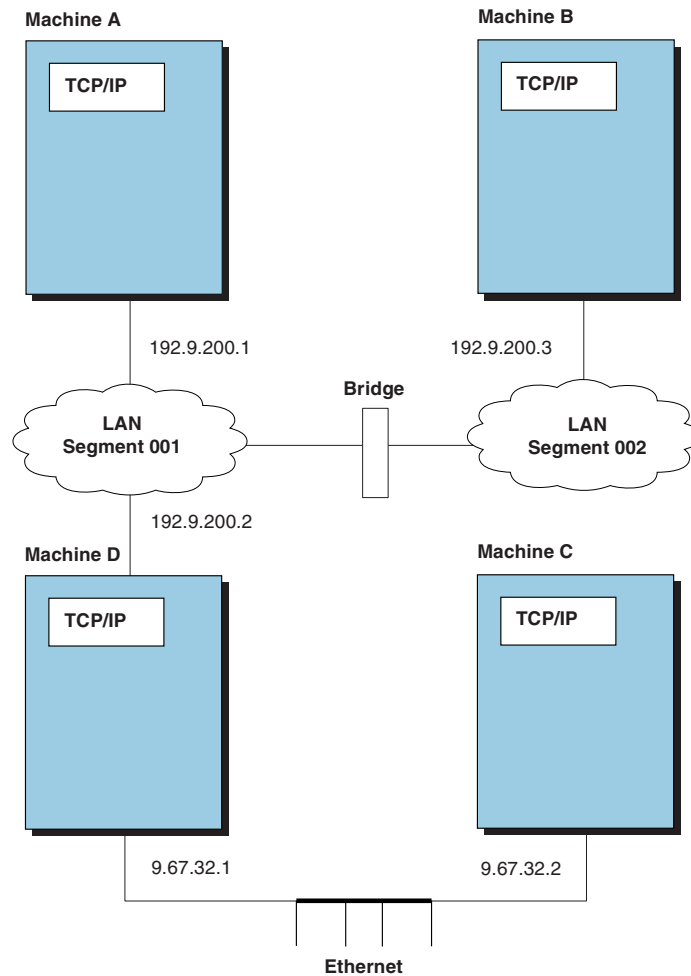 Machine A
Machine B
TCP/IP
TCP/IP
192.9.200.1
192.9.200.3
Bridge
LAN
Segment 001
LAN
Segment 002
192.9.200.2
Machine D
Machine C
TCP/IP
TCP/IP
9.67.32.1
9.67.32.2
Ethernet